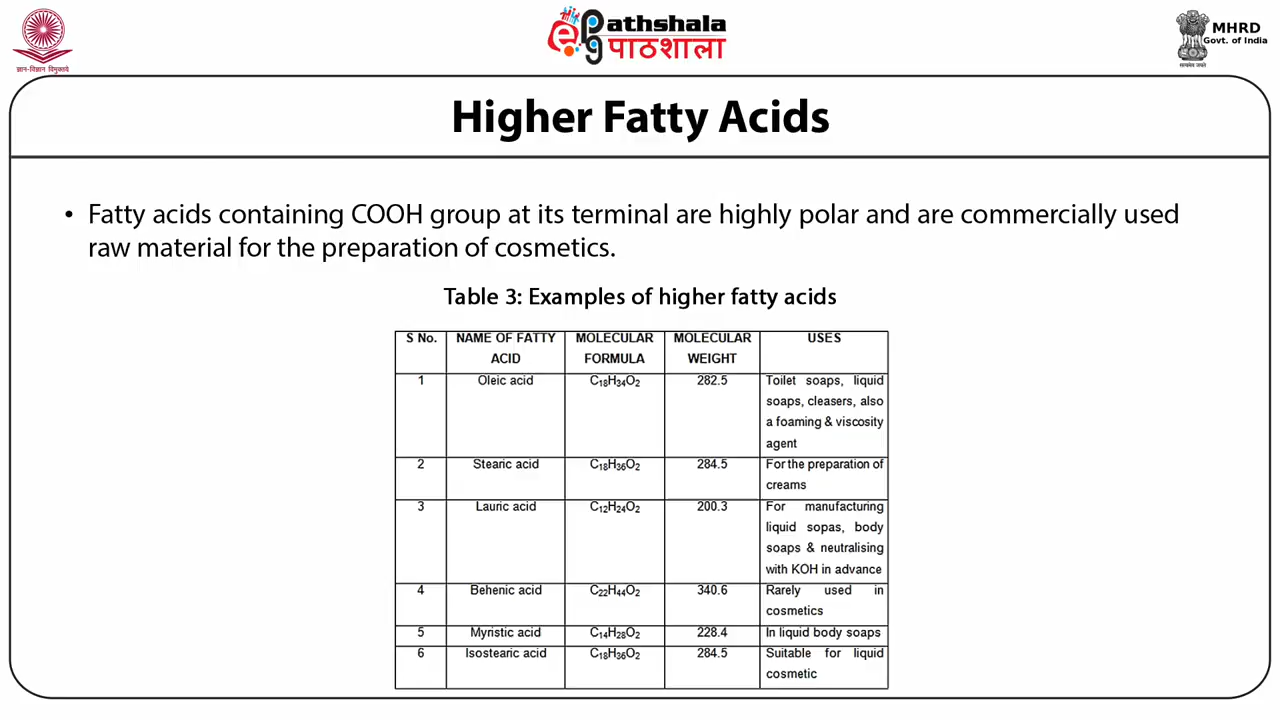 ज्ञान-विज्ञान विमुक्तये
ePG athshala
पाठशाला
सत्यमेव जयते
MHRD
Govt. of India
Higher Fatty Acids
• Fatty acids containing COOH group at its terminal are highly polar and are commercially used
raw material for the preparation of cosmetics.
Table 3: Examples of higher fatty acids
S No. NAME OF FATTY ACID MOLECULAR FORMULA MOLECULAR WEIGHT USES
1 Oleic acid C18H34O2 282.5 Toilet soaps, liquid
soaps, cleasers, also
a foaming & viscosity
agent
2 Stearic acid C18H36O2 284.5 For the preparation of
creams
3 Lauric acid C12H24O2 200.3 For manufacturing
liquid sopas, body
soaps & neutralising
with KOH in advance
4 Behenic acid C22H44O2 340.6 Rarely used in
cosmetics
5 Myristic acid C14H28O2 228.4 In liquid body soaps
6 Isostearic acid C18H36O2 284.5 Suitable for liquid
cosmetic